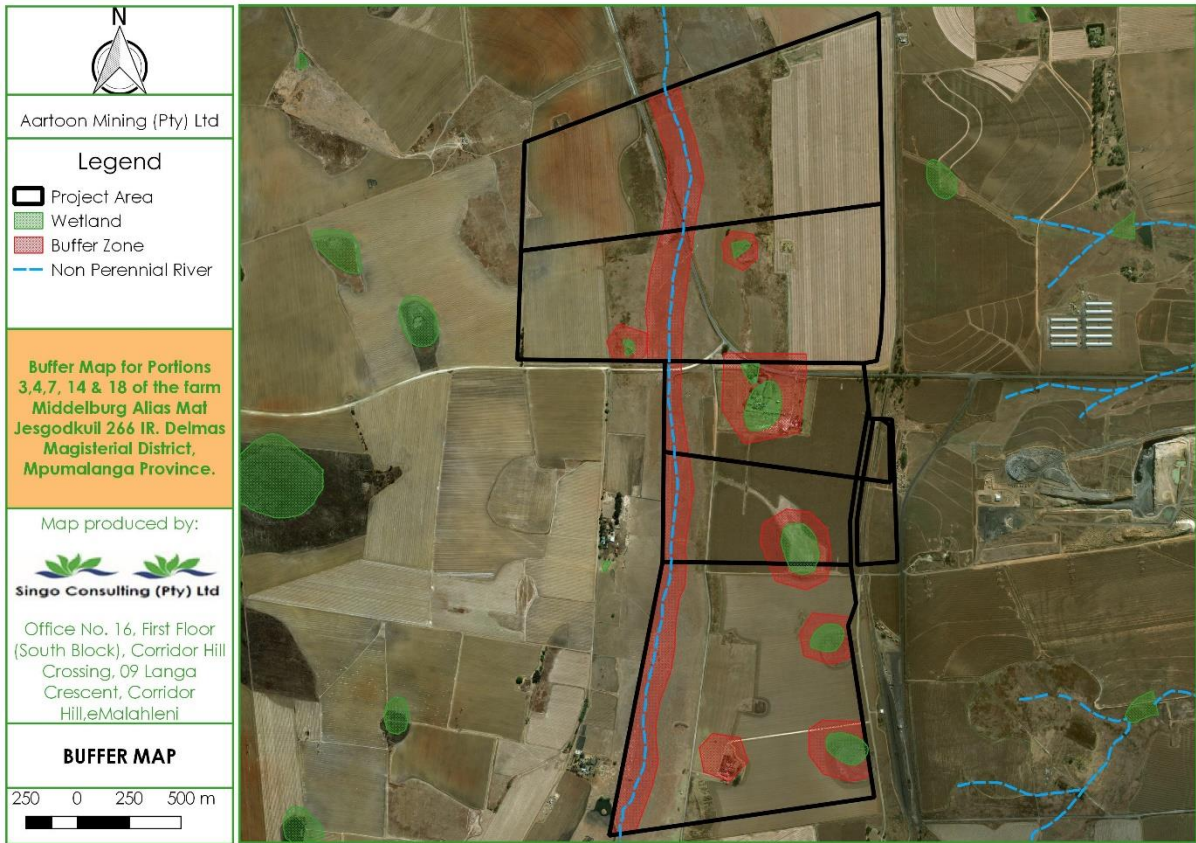 N
Aartoon Mining (Pty) Ltd
Legend
Project Area
Wetland
Buffer Zone
Non Perennial River
Buffer Map for Portions
3,4,7, 14 & 18 of the farm
Middelburg Alias Mat
Jesgodkuil 266 IR. Delmas
Magisterial District,
Mpumalanga Province.
Map produced by:
Singo Consulting (Pty) Ltd
Office No. 16, First Floor
(South Block), Corridor Hill
Crossing, 09 Langa
Crescent, Corridor
Hill,eMalahleni
BUFFER MAP
250 0 250 500 m